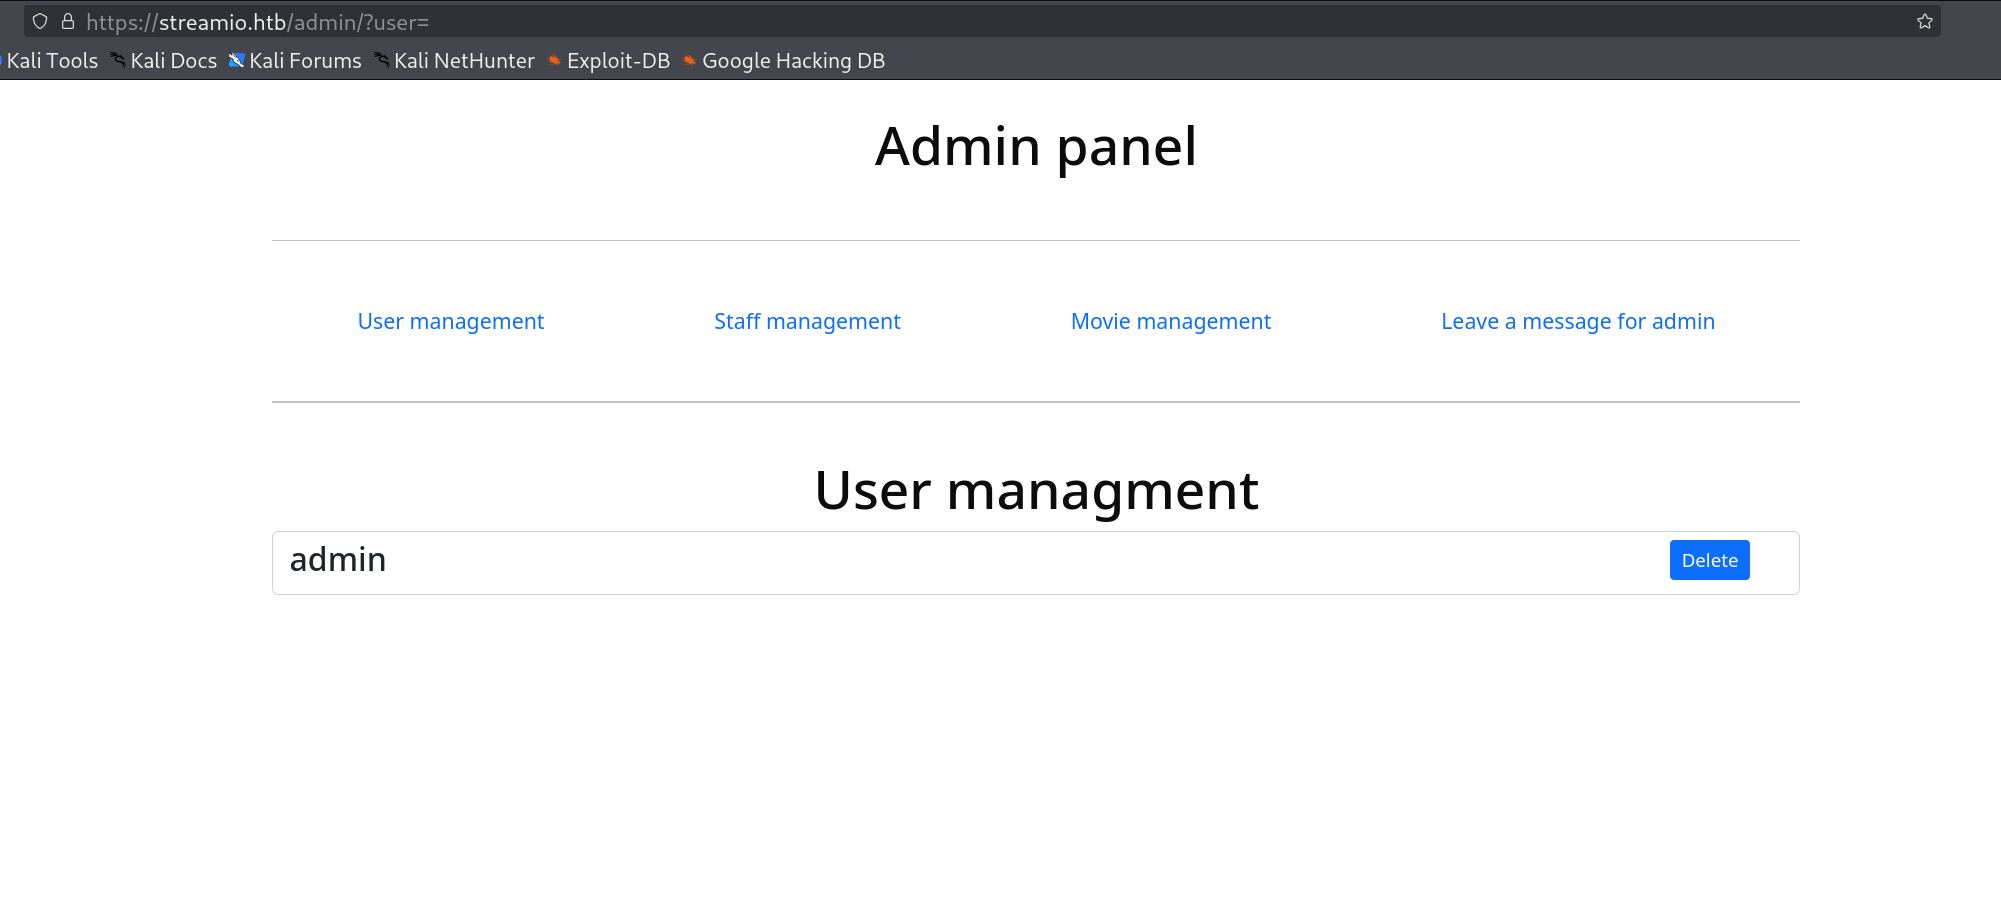 https://streamio.htb/admin/?user=
Kali Tools Kali Docs Kali Forums Kali NetHunter Exploit-DB Google Hacking DB
Admin panel
User management Staff management Movie management Leave a message for admin
User managment
admin Delete